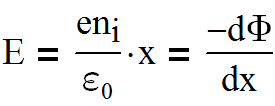 E = en_i/ε_0 · x = −dΦ/dx